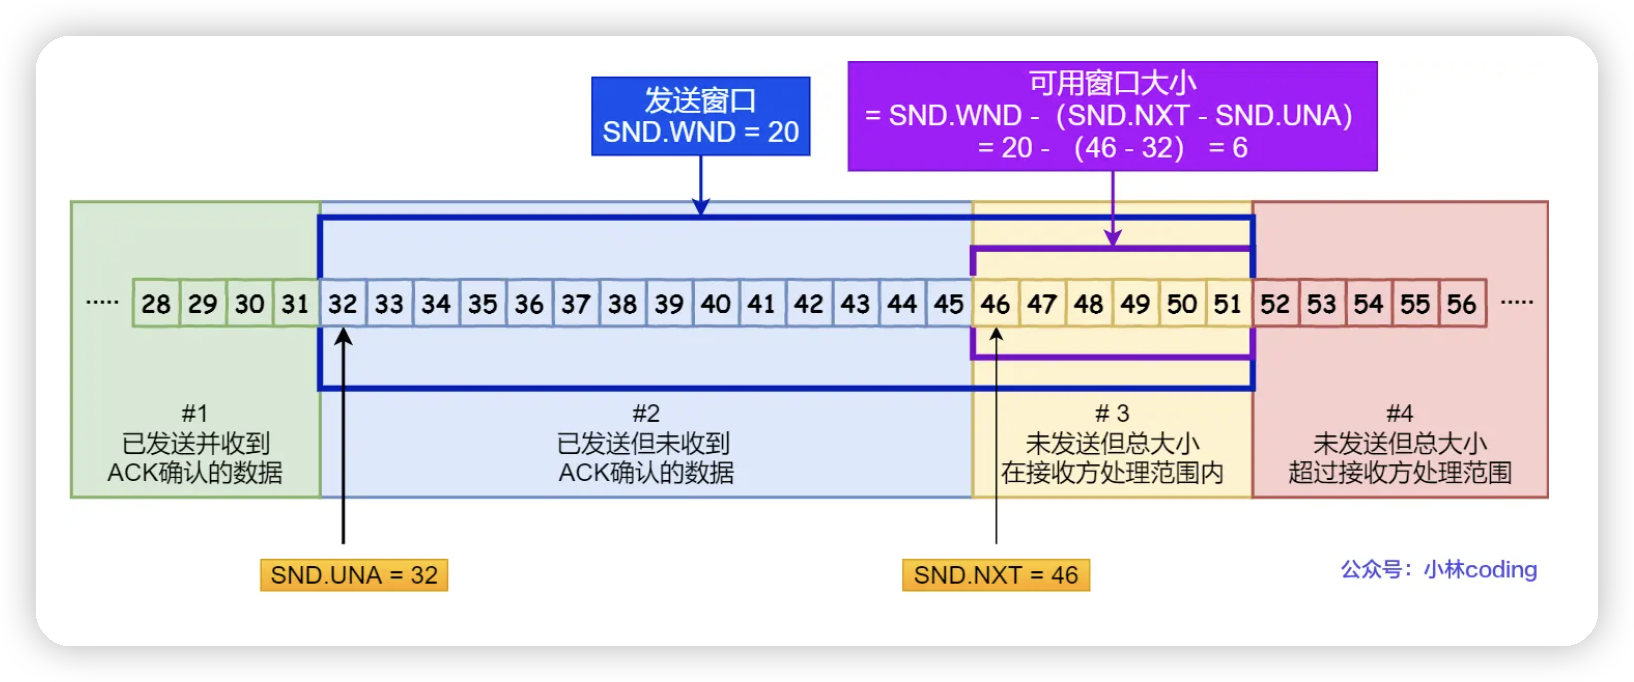 发送窗口
SND.WND = 20
可用窗口大小
= SND.WND -（SND.NXT - SND.UNA）
= 20 - （46 - 32） = 6
····· 28 29 30 31 32 33 34 35 36 37 38 39 40 41 42 43 44 45 46 47 48 49 50 51 52 53 54 55 56 ·····
#1
已发送并收到
ACK确认的数据
#2
已发送但未收到
ACK确认的数据
# 3
未发送但总大小
在接收方处理范围内
#4
未发送但总大小
超过接收方处理范围
SND.UNA = 32
SND.NXT = 46
公众号：小林coding